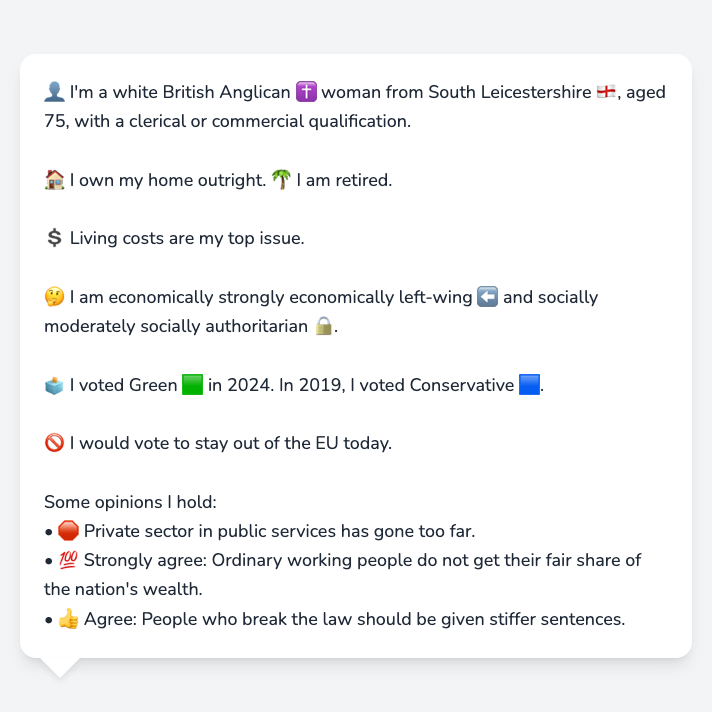 👤 I'm a white British Anglican ✝️ woman from South Leicestershire 🏴󠁧󠁢󠁥󠁮󠁧󠁿, aged
75, with a clerical or commercial qualification.
🏠 I own my home outright. 🌴 I am retired.
💲 Living costs are my top issue.
🤔 I am economically strongly economically left-wing ⬅️ and socially
moderately socially authoritarian 🔒.
🗳️ I voted Green 🟩 in 2024. In 2019, I voted Conservative 🟦.
🚫 I would vote to stay out of the EU today.
Some opinions I hold:
• 🛑 Private sector in public services has gone too far.
• 💯 Strongly agree: Ordinary working people do not get their fair share of
the nation's wealth.
• 👍 Agree: People who break the law should be given stiffer sentences.